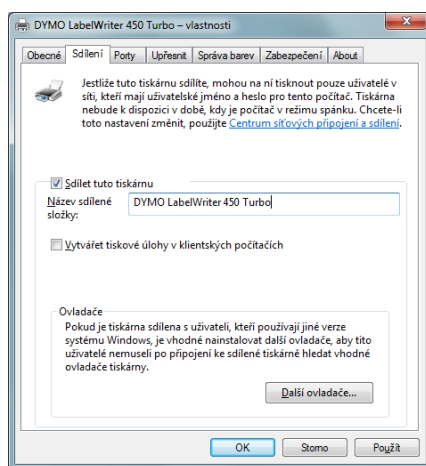 DYMO LabelWriter 450 Turbo – vlastnosti
Obecné Sdílení Porty Upřesnit Správa barev Zabezpečení About
Jestliže tuto tiskárnu sdílíte, mohou na ní tisknout pouze uživatelé v
síti, kteří mají uživatelské jméno a heslo pro tento počítač. Tiskárna
nebude k dispozici v době, kdy je počítač v režimu spánku. Chcete-li
toto nastavení změnit, použijte Centrum síťových připojení a sdílení.
Sdílet tuto tiskárnu
Název sdílené
složky:
DYMO LabelWriter 450 Turbo
Vytvářet tiskové úlohy v klientských počítačích
Ovladače
Pokud je tiskárna sdílena s uživateli, kteří používají jiné verze
systému Windows, je vhodné nainstalovat další ovladače, aby tito
uživatelé nemuseli po připojení ke sdílené tiskárně hledat vhodné
ovladače tiskárny.
Další ovladače...
OK Storno Použít